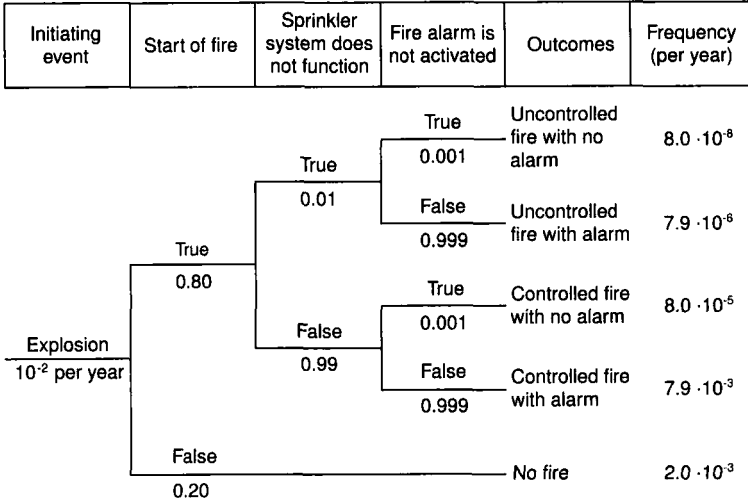 Initiating event
Start of fire
Sprinkler system does not function
Fire alarm is not activated
Outcomes
Frequency (per year)
Explosion
10⁻² per year
True
0.80
True
0.01
True
0.001
Uncontrolled fire with no alarm
8.0 ·10⁻⁸
False
0.999
Uncontrolled fire with alarm
7.9 ·10⁻⁶
False
0.99
True
0.001
Controlled fire with no alarm
8.0 ·10⁻⁵
False
0.999
Controlled fire with alarm
7.9 ·10⁻³
False
0.20
No fire
2.0 ·10⁻³